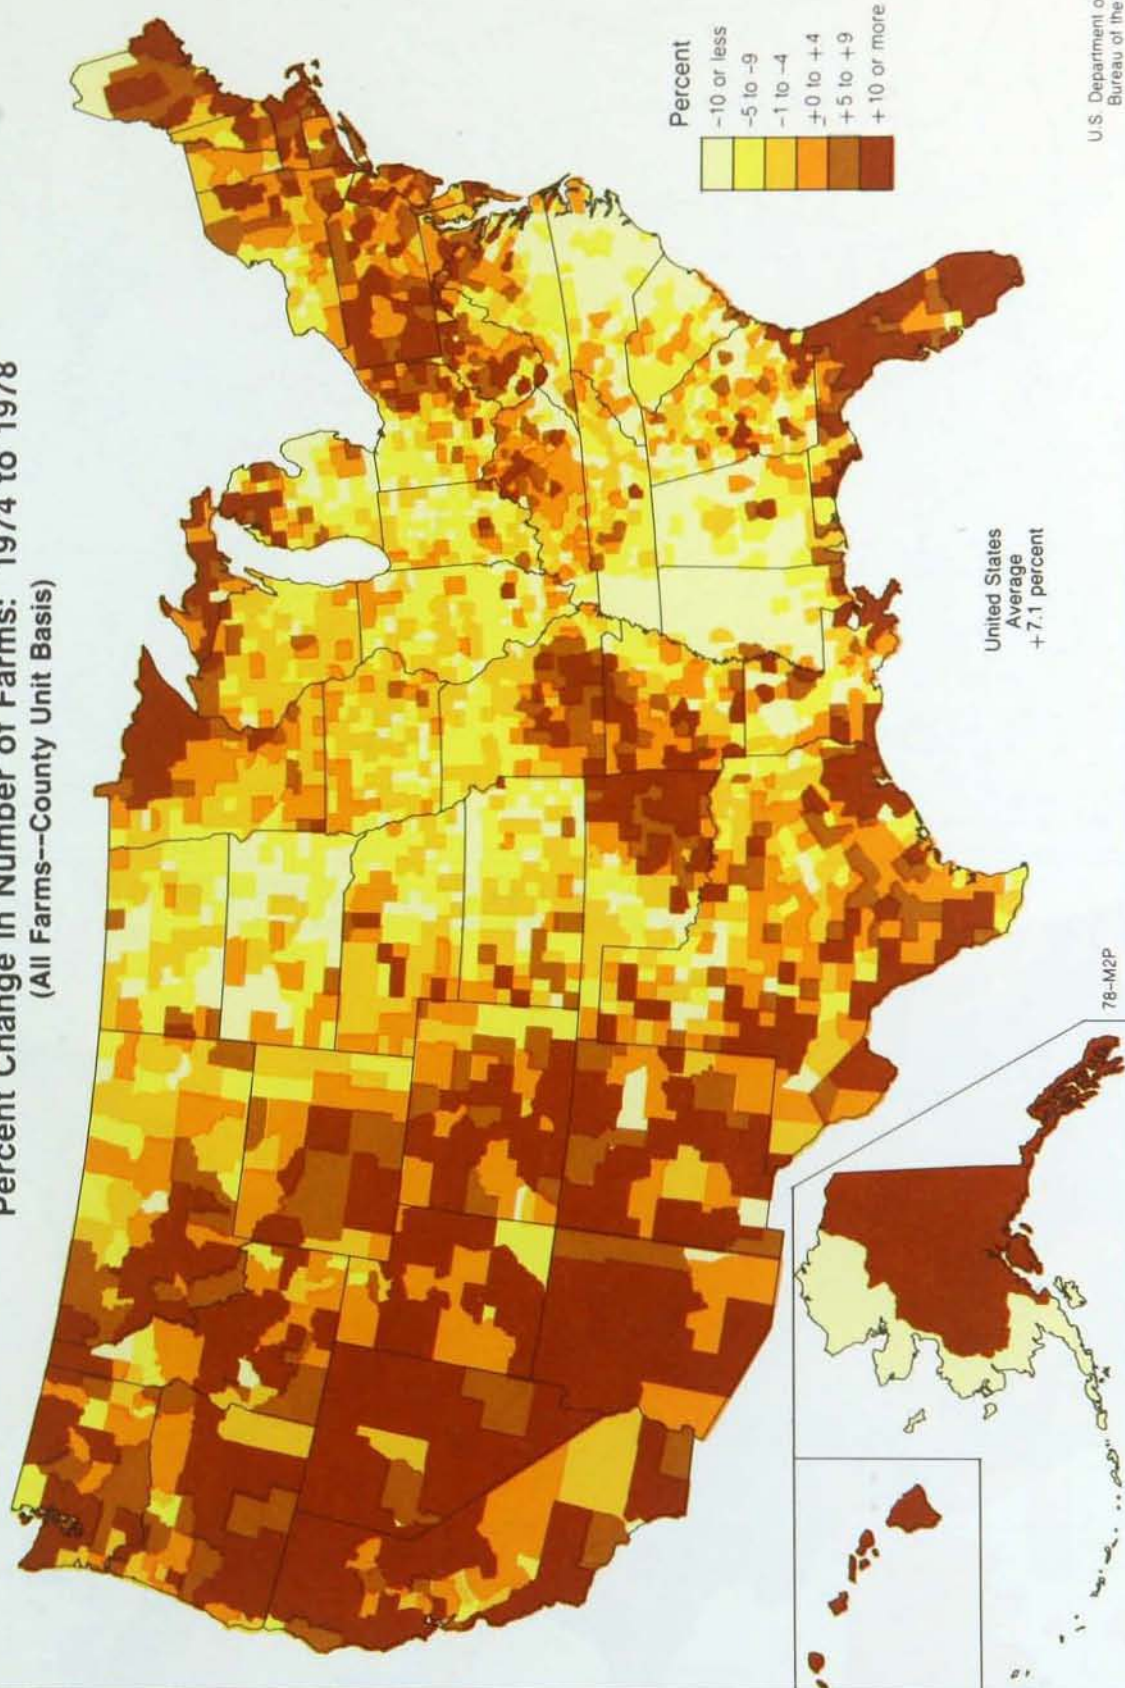 Percent Change in Number of Farms: 1974 to 1978
(All Farms--County Unit Basis)
Percent
-10 or less
-5 to -9
-1 to -4
±0 to +4
+5 to +9
+10 or more
United States
Average
+7.1 percent
78-M2P
U.S. Department
Bureau of the